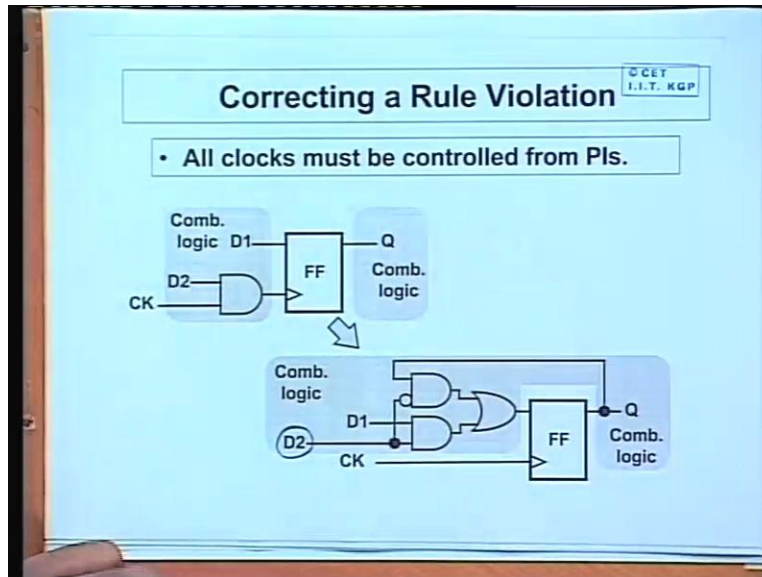 Correcting a Rule Violation
© CET
I.I.T. KGP
• All clocks must be controlled from PIs.
Comb.
logic
D1
Q
FF
Comb.
logic
D2
CK
Comb.
logic
D1
Q
D2
FF
Comb.
logic
CK